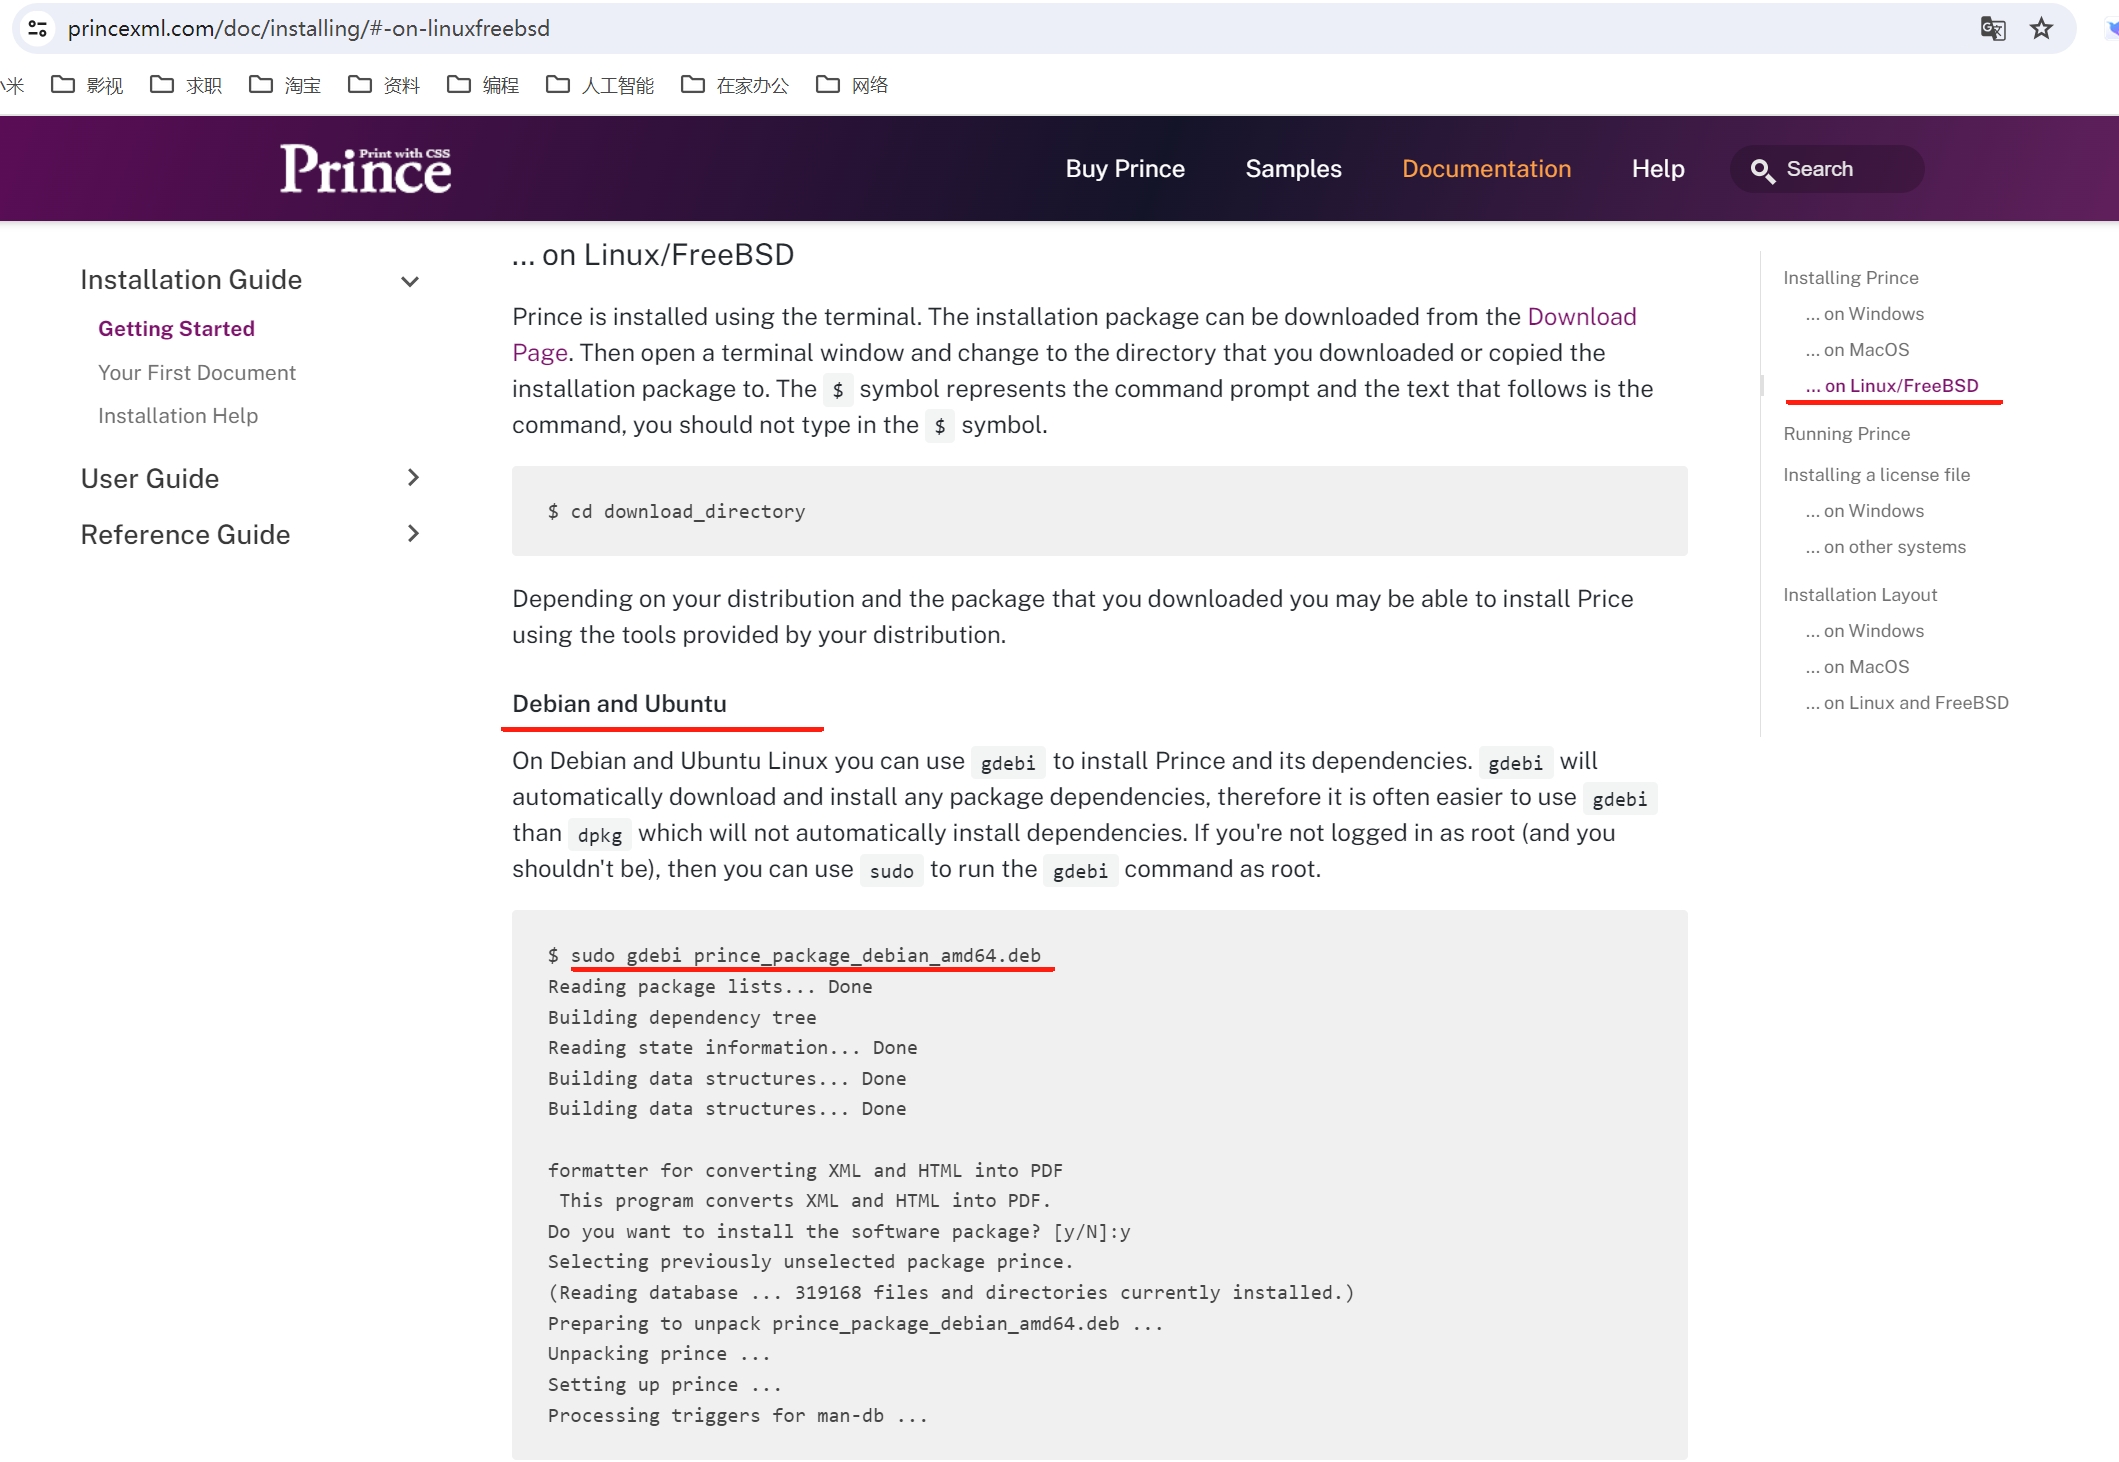 princexml.com/doc/installing/#-on-linuxfreebsd
小米 影视 求职 淘宝 资料 编程 人工智能 在家办公 网络
Prince Print with CSS
Buy Prince Samples Documentation Help Search
Installation Guide
Getting Started
Your First Document
Installation Help
User Guide
Reference Guide
... on Linux/FreeBSD
Prince is installed using the terminal. The installation package can be downloaded from the Download
Page. Then open a terminal window and change to the directory that you downloaded or copied the
installation package to. The $ symbol represents the command prompt and the text that follows is the
command, you should not type in the $ symbol.
$ cd download_directory
Depending on your distribution and the package that you downloaded you may be able to install Price
using the tools provided by your distribution.
Debian and Ubuntu
On Debian and Ubuntu Linux you can use gdebi to install Prince and its dependencies. gdebi will
automatically download and install any package dependencies, therefore it is often easier to use gdebi
than dpkg which will not automatically install dependencies. If you're not logged in as root (and you
shouldn't be), then you can use sudo to run the gdebi command as root.
$ sudo gdebi prince_package_debian_amd64.deb
Reading package lists... Done
Building dependency tree
Reading state information... Done
Building data structures... Done
Building data structures... Done
formatter for converting XML and HTML into PDF
This program converts XML and HTML into PDF.
Do you want to install the software package? [y/N]:y
Selecting previously unselected package prince.
(Reading database ... 319168 files and directories currently installed.)
Preparing to unpack prince_package_debian_amd64.deb ...
Unpacking prince ...
Setting up prince ...
Processing triggers for man-db ...
Installing Prince
... on Windows
... on MacOS
... on Linux/FreeBSD
Running Prince
Installing a license file
... on Windows
... on other systems
Installation Layout
... on Windows
... on MacOS
... on Linux and FreeBSD